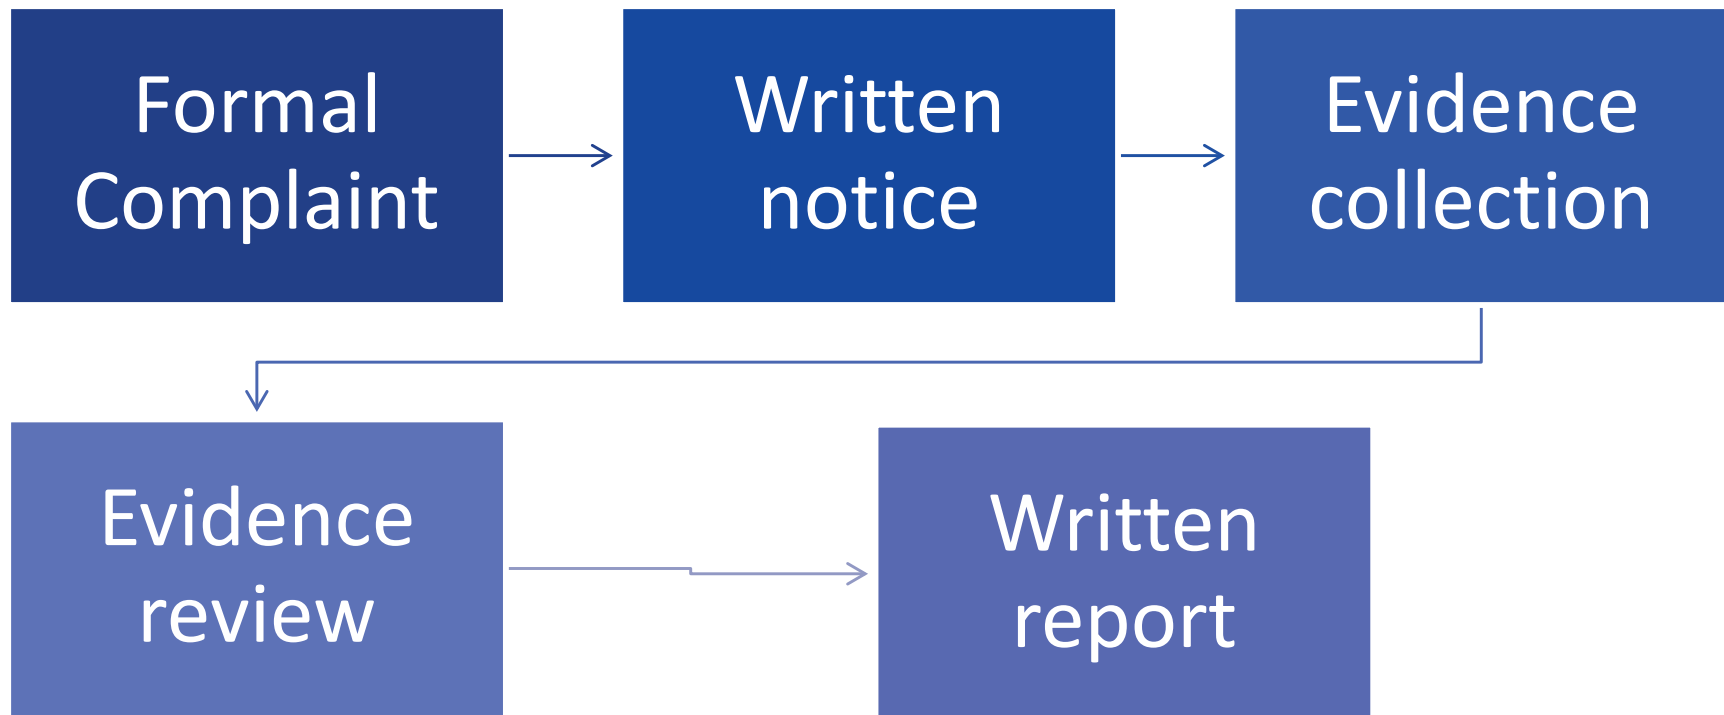 Formal
Complaint
Written
notice
Evidence
collection
Evidence
review
Written
report